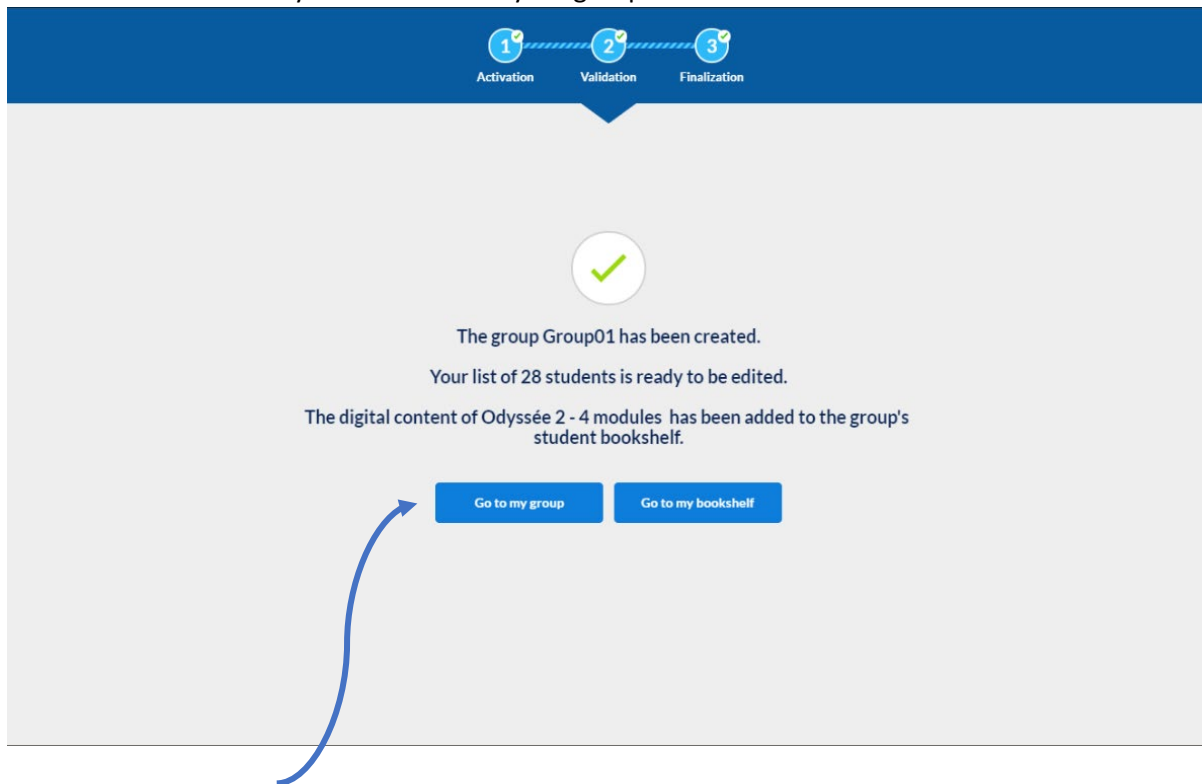 1
2
3
Activation
Validation
Finalization
The group Group01 has been created.
Your list of 28 students is ready to be edited.
The digital content of Odyssée 2 - 4 modules has been added to the group's
student bookshelf.
Go to my group
Go to my bookshelf